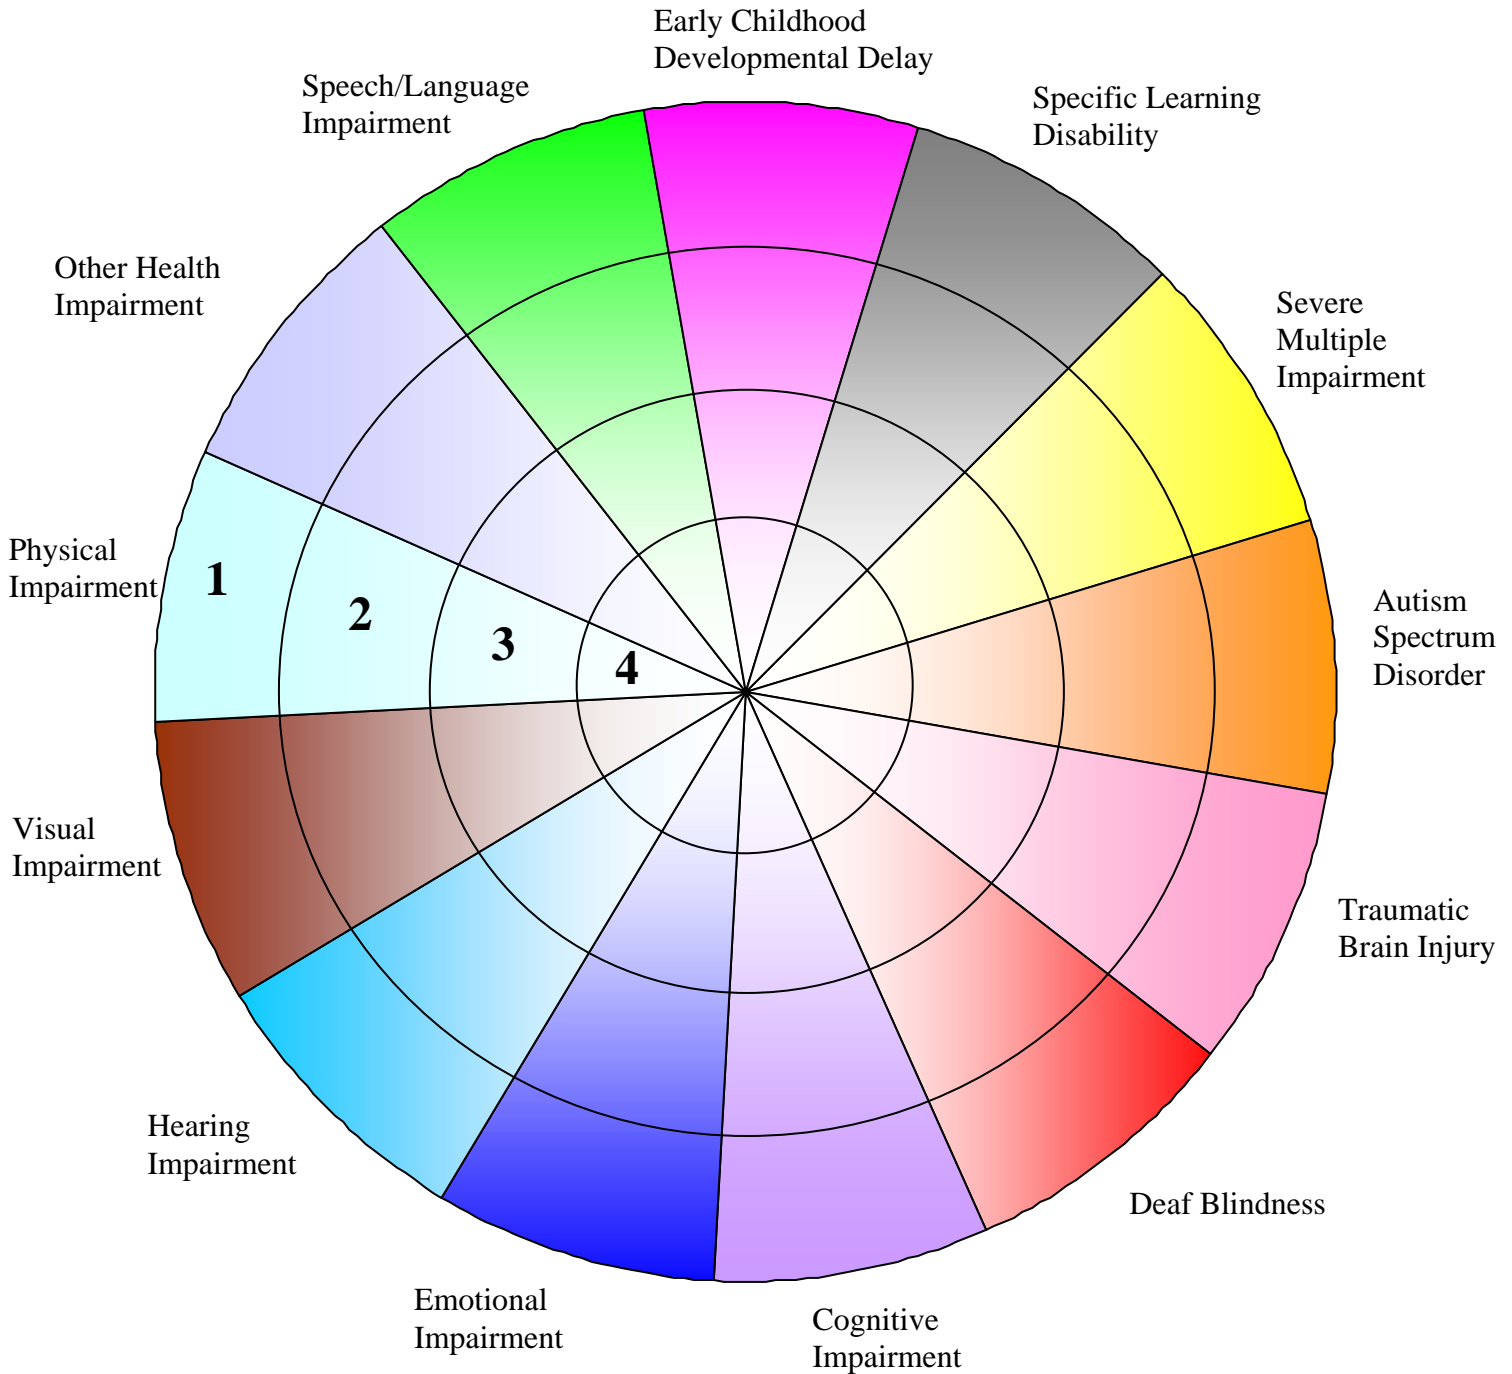 Early Childhood
Developmental Delay
Specific Learning
Disability
Severe
Multiple
Impairment
Autism
Spectrum
Disorder
Traumatic
Brain Injury
Deaf Blindness
Cognitive
Impairment
Emotional
Impairment
Hearing
Impairment
Visual
Impairment
Physical
Impairment
1
2
3
4
Other Health
Impairment
Speech/Language
Impairment